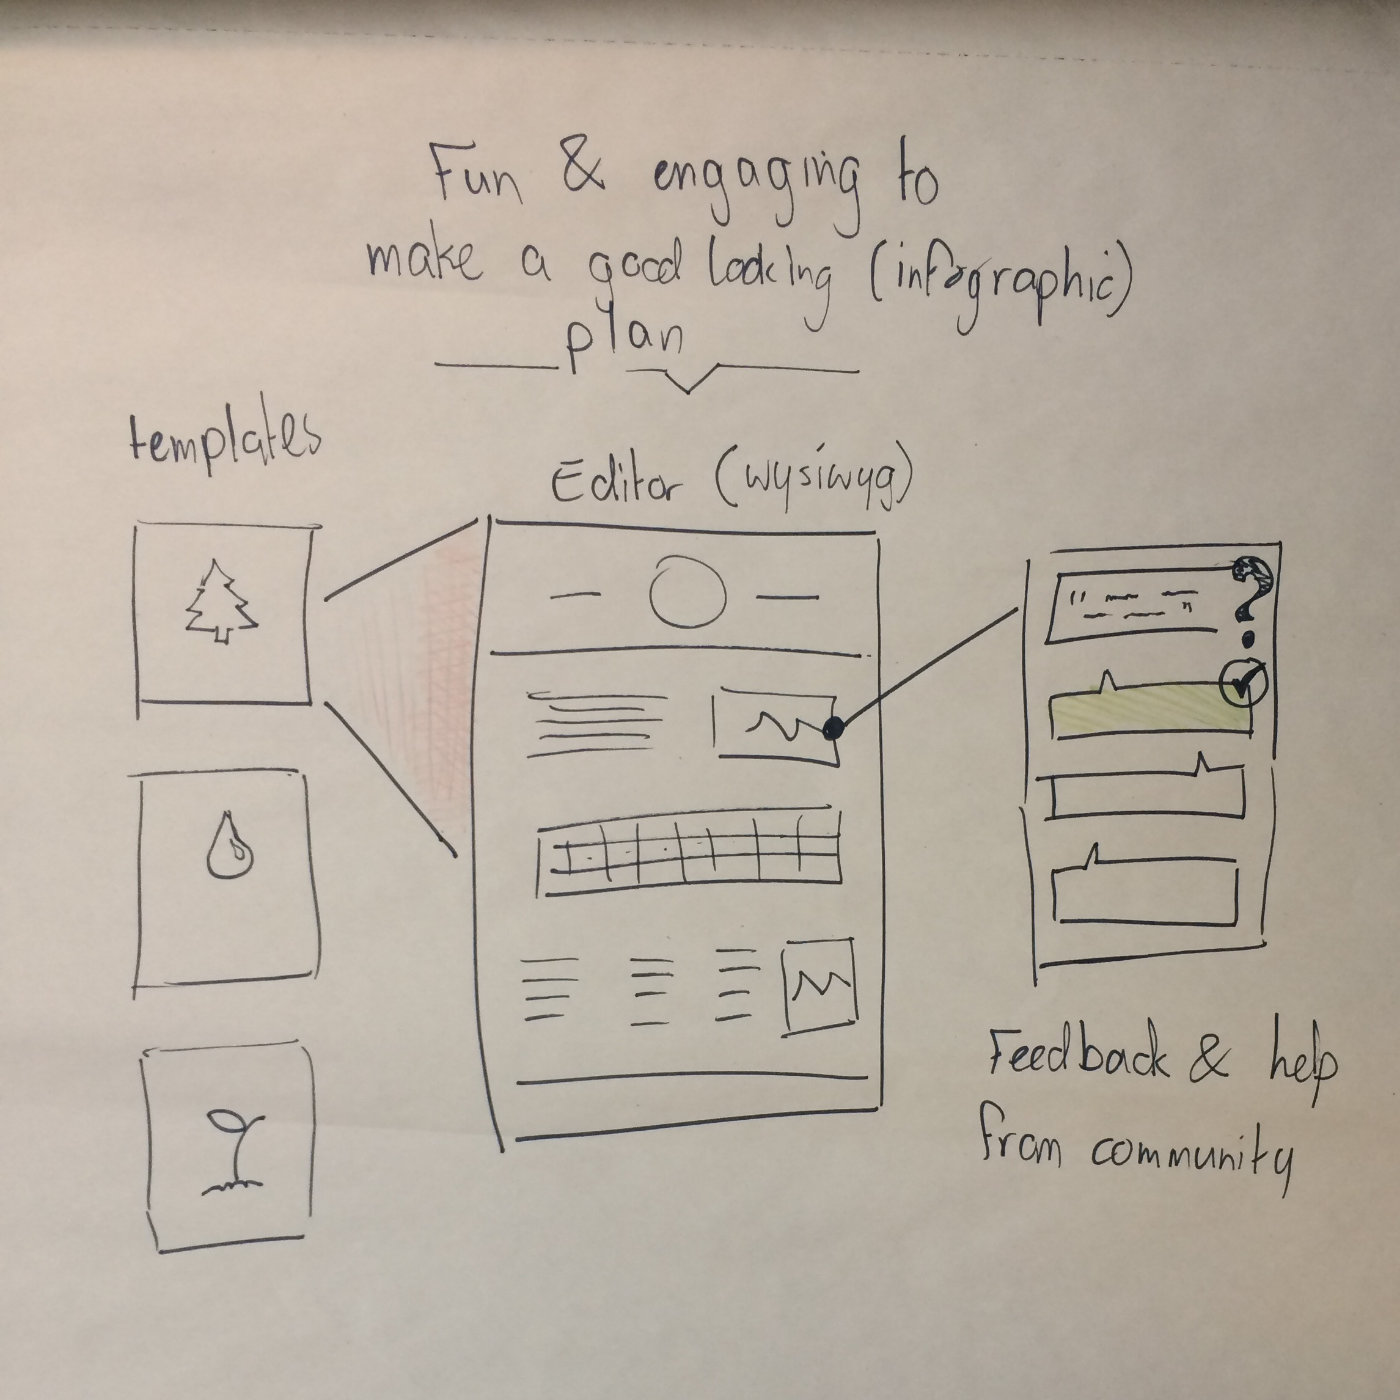 Fun & engaging to
make a good looking (infographic)
plan
templates
Editor (wysiwyg)
?
Feedback & help
from community